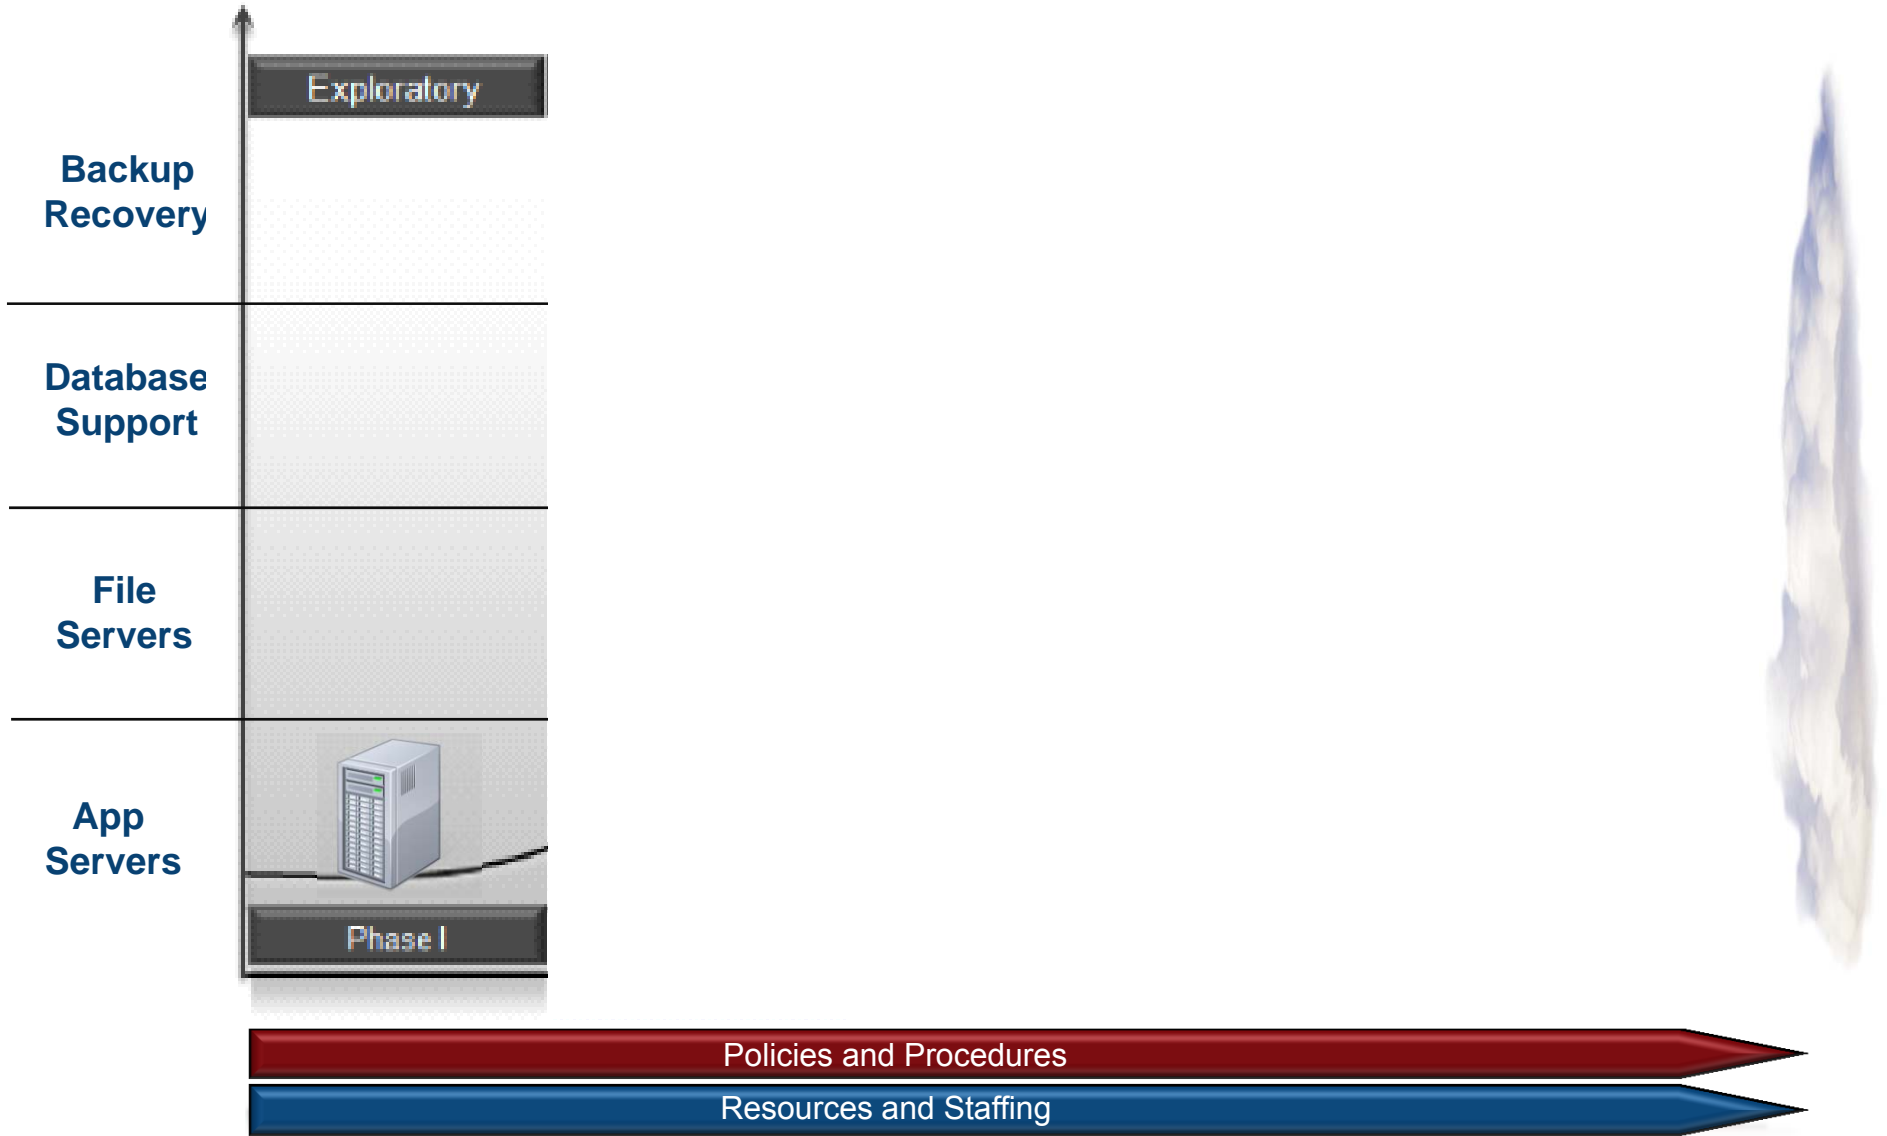 Exploratory
Backup
Recovery
Database
Support
File
Servers
App
Servers
Phase I
Policies and Procedures
Resources and Staffing